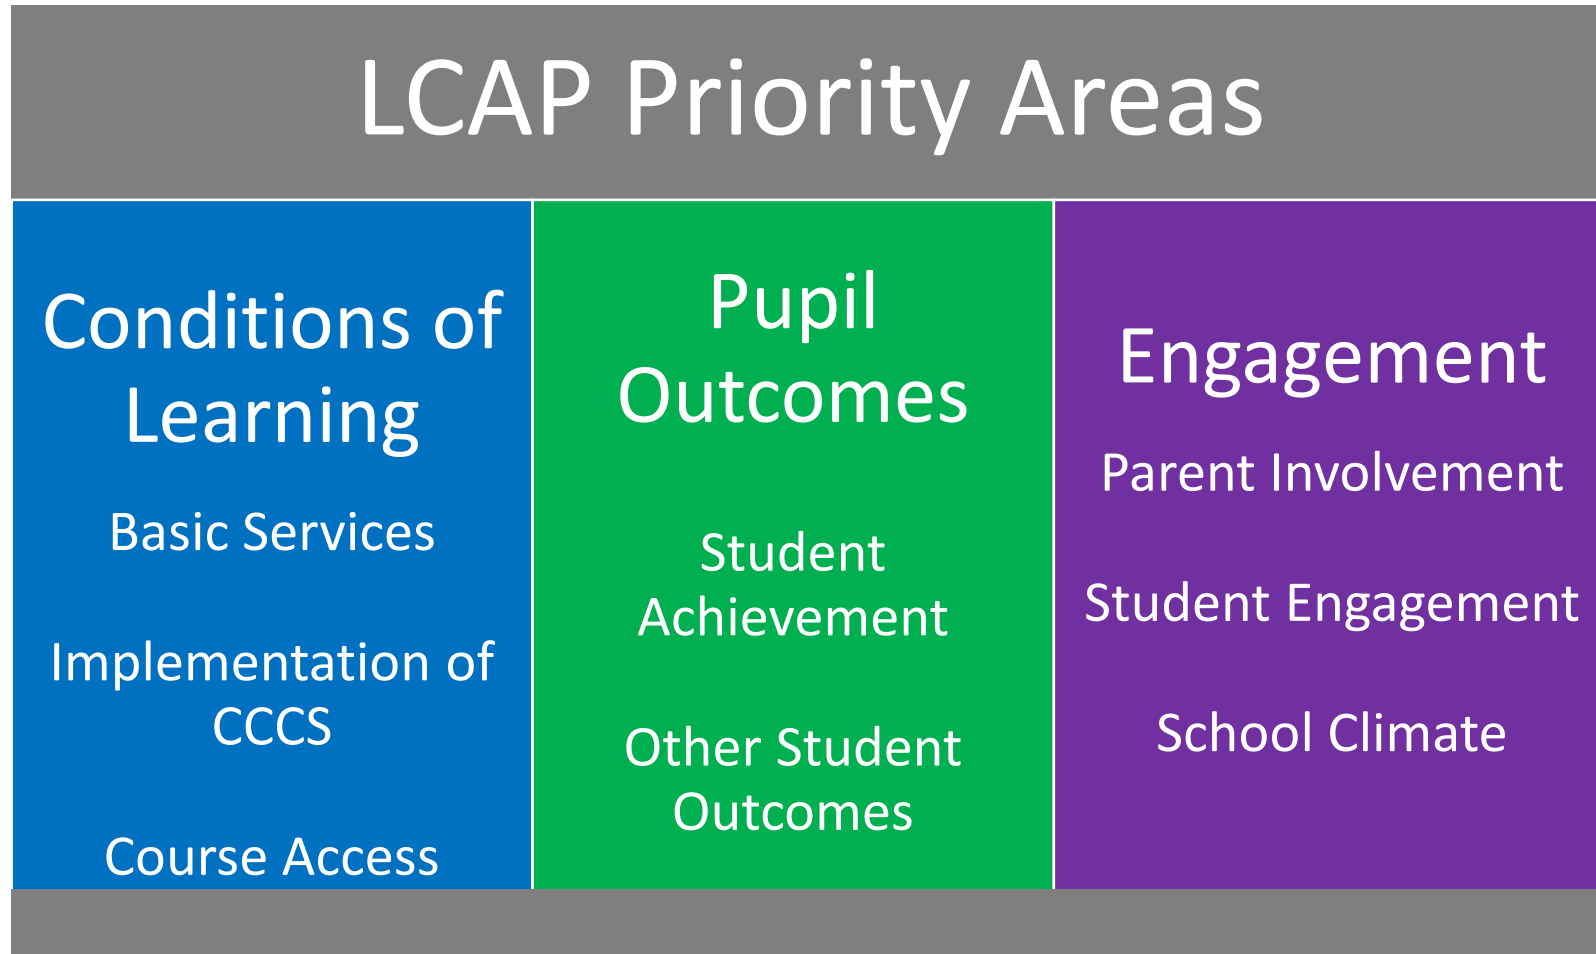 LCAP Priority Areas
Conditions of
Learning
Basic Services
Implementation of
CCCS
Course Access
Pupil
Outcomes
Student
Achievement
Other Student
Outcomes
Engagement
Parent Involvement
Student Engagement
School Climate